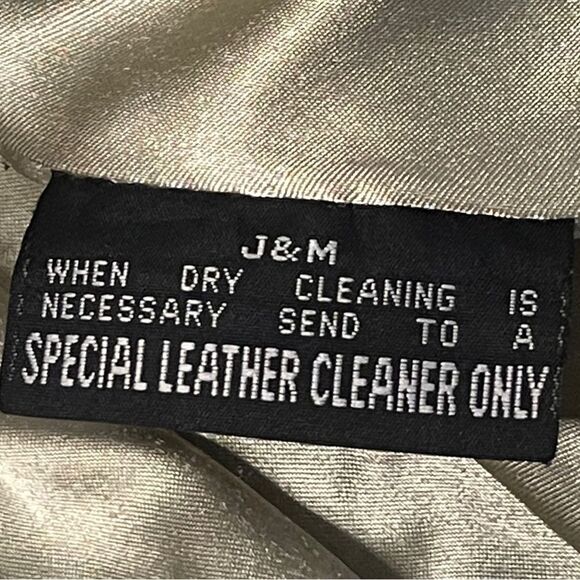 J&M
WHEN DRY CLEANING IS
NECESSARY SEND TO A
SPECIAL LEATHER CLEANER ONLY